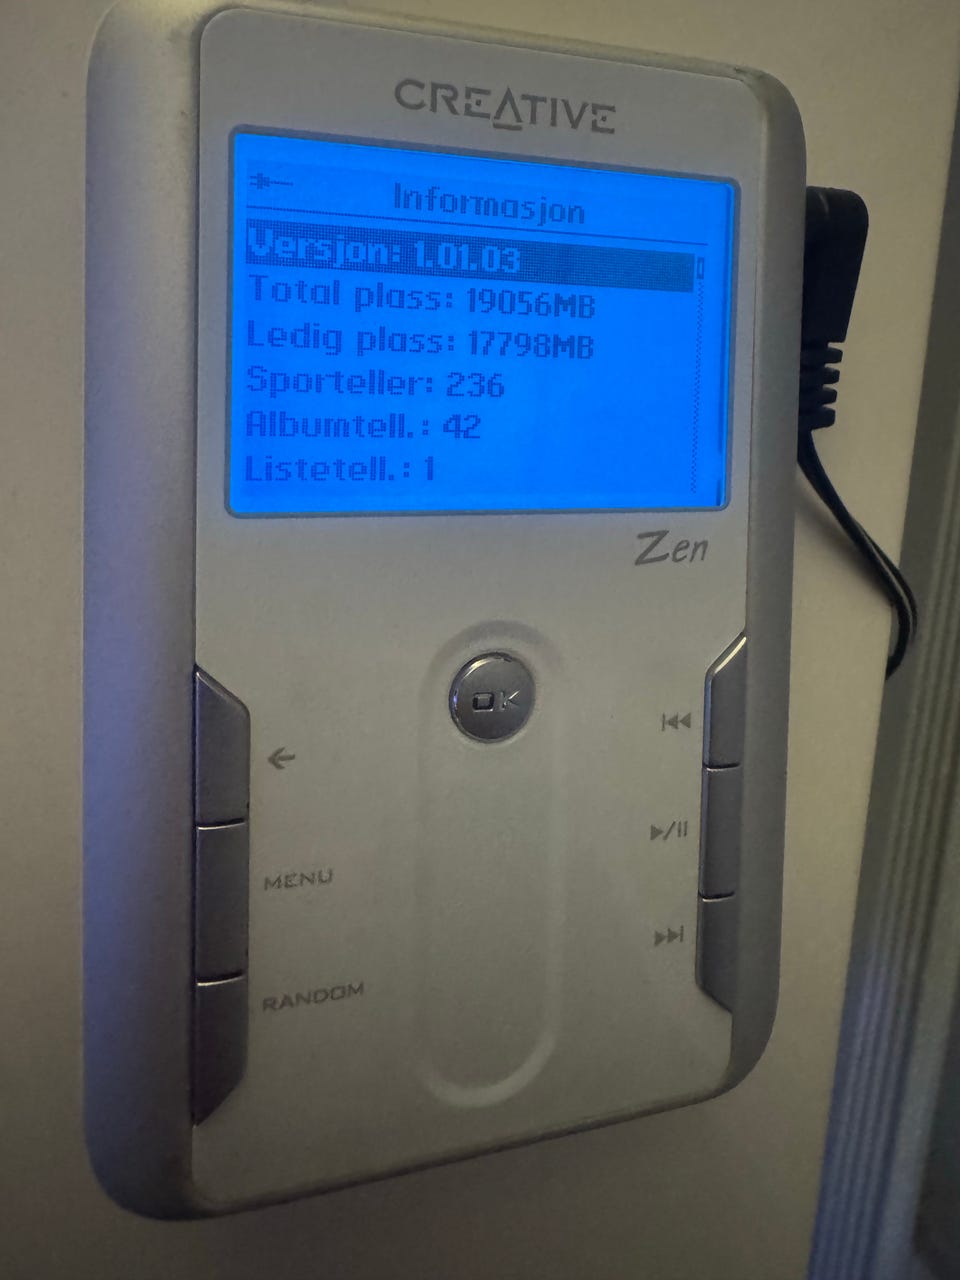 CREATIVE
Informasjon
Versjon: 1.01.03
Total plass: 19056MB
Ledig plass: 17798MB
Sporteller: 236
Albumtell.: 42
Listetell.: 1
Zen
OK
MENU
RANDOM